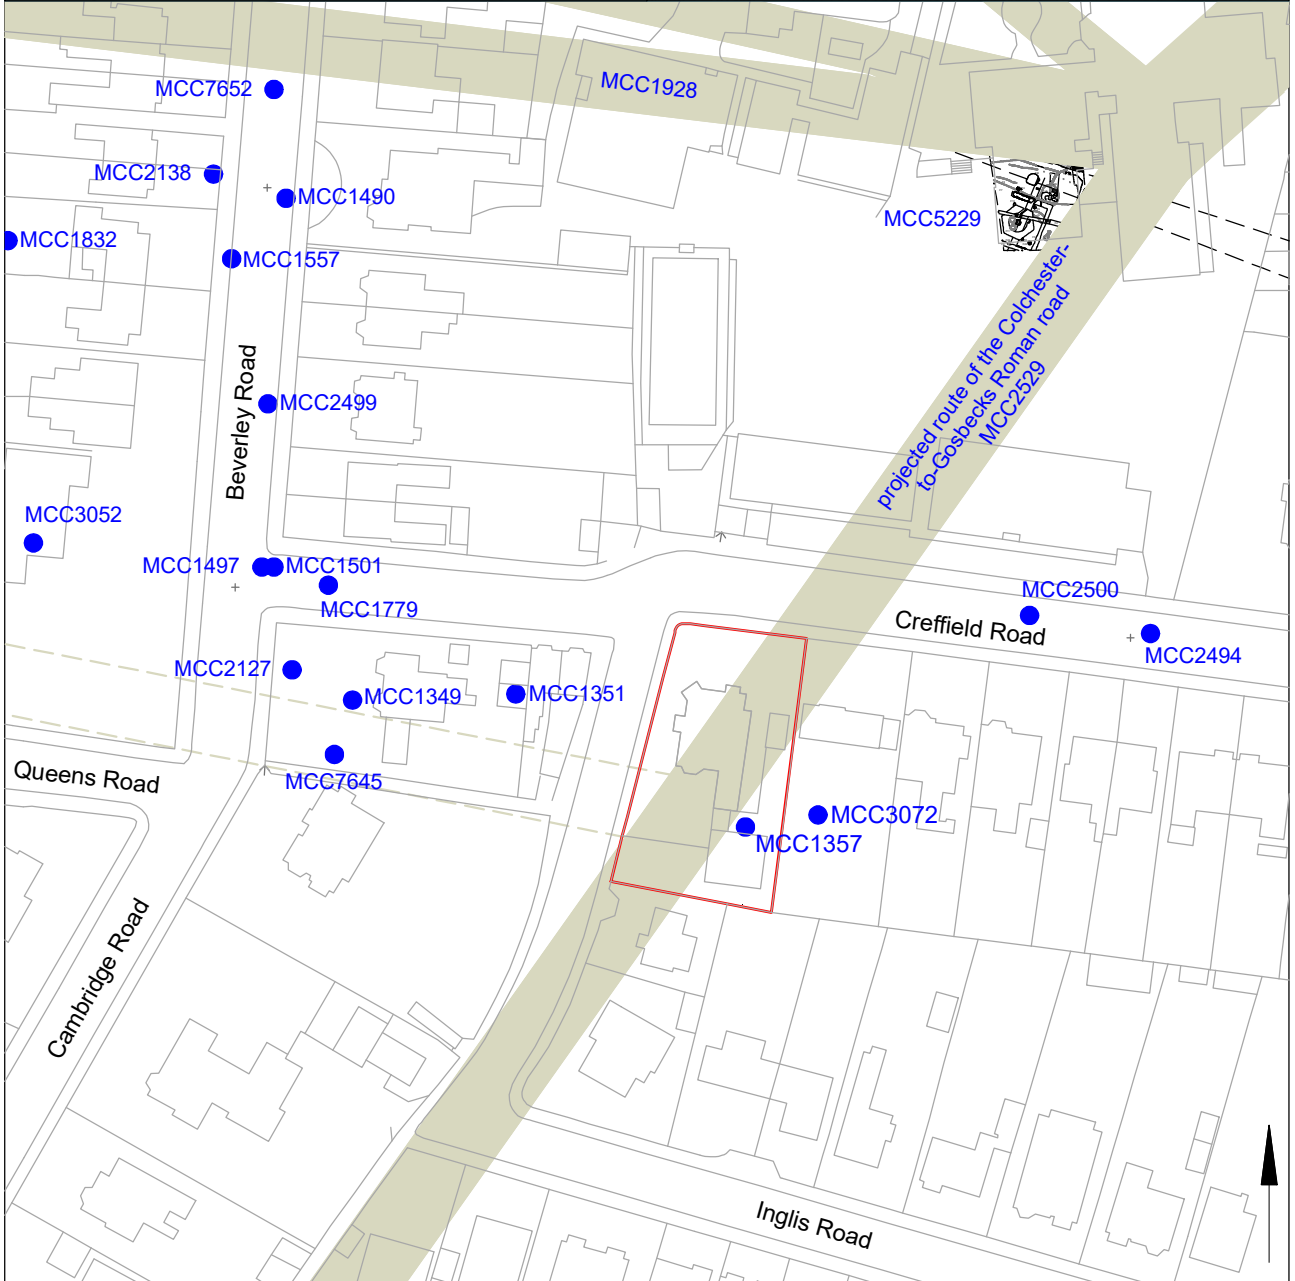 MCC7652
MCC1928
MCC2138
MCC1490
MCC5229
MCC1832
MCC1557
projected route of the Colchester-
to-Gosbecks Roman road
MCC2529
Beverley Road
MCC2499
MCC3052
MCC1497
MCC1501
MCC1779
MCC2500
Creffield Road
MCC2494
MCC2127
MCC1349
MCC1351
Queens Road
MCC7645
MCC3072
MCC1357
Cambridge Road
Inglis Road